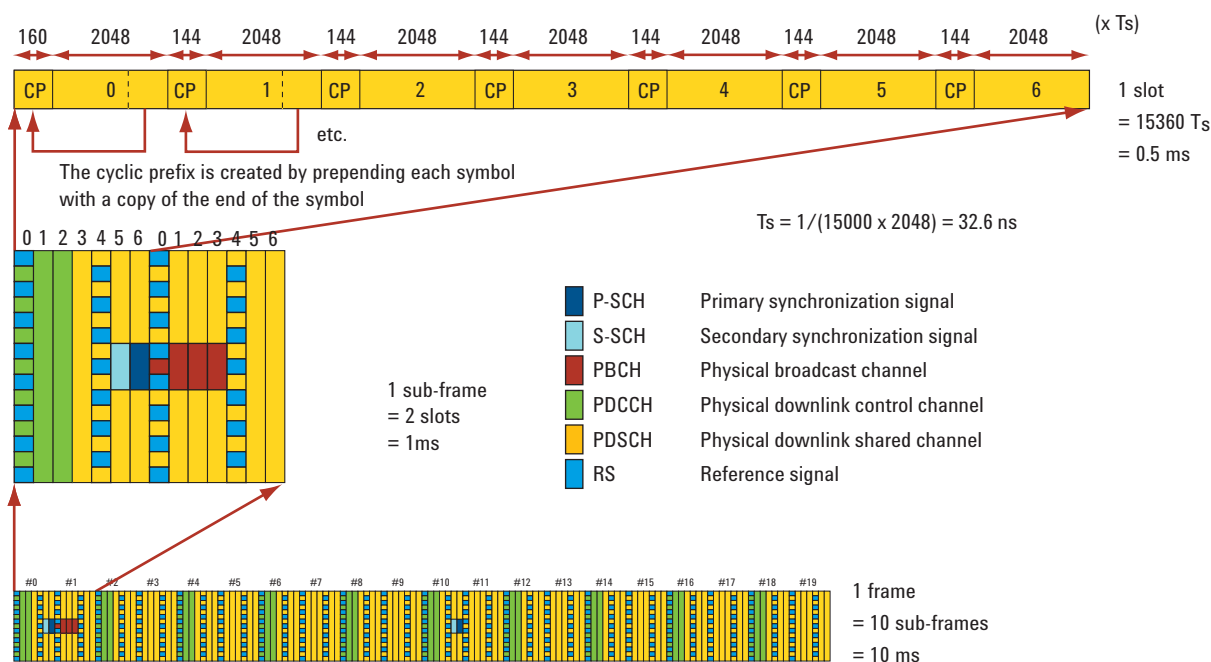 160 2048 144 2048 144 2048 144 2048 144 2048 144 2048 144 2048 (x Ts)
CP 0 CP 1 CP 2 CP 3 CP 4 CP 5 CP 6
1 slot
= 15360 Ts
= 0.5 ms
etc.
The cyclic prefix is created by prepending each symbol
with a copy of the end of the symbol
Ts = 1/(15000 x 2048) = 32.6 ns
0 1 2 3 4 5 6 0 1 2 3 4 5 6
P-SCH Primary synchronization signal
S-SCH Secondary synchronization signal
PBCH Physical broadcast channel
PDCCH Physical downlink control channel
PDSCH Physical downlink shared channel
RS Reference signal
1 sub-frame
= 2 slots
= 1ms
#0 #1 #2 #3 #4 #5 #6 #7 #8 #9 #10 #11 #12 #13 #14 #15 #16 #17 #18 #19
1 frame
= 10 sub-frames
= 10 ms